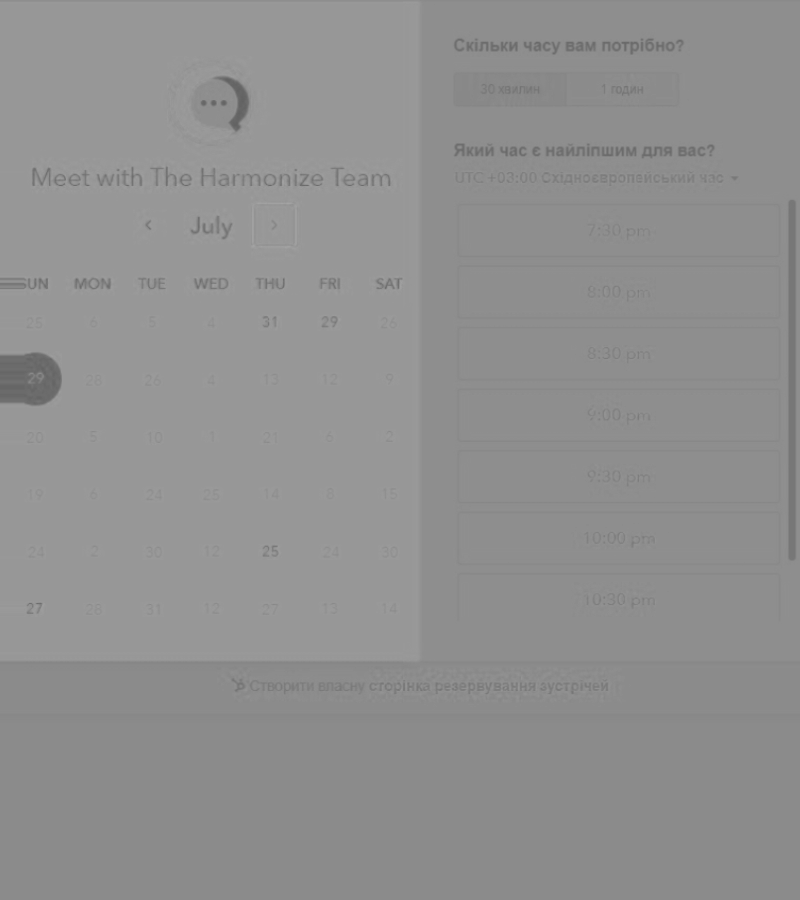 Meet with The Harmonize Team
July
SUN MON TUE WED THU FRI SAT
25 6 5 4 31 29 26
29 28 26 4 13 12 9
20 5 10 1 21 6 2
19 6 24 25 14 8 15
24 2 30 12 25 24 30
27 28 31 12 27 13 14
Скільки часу вам потрібно?
30 хвилин 1 годин
Який час є найліпшим для вас?
UTC +03:00 Східноєвропейський час
7:30 pm
8:00 pm
8:30 pm
9:00 pm
9:30 pm
10:00 pm
10:30 pm
Створити власну сторінка резервування зустрічей